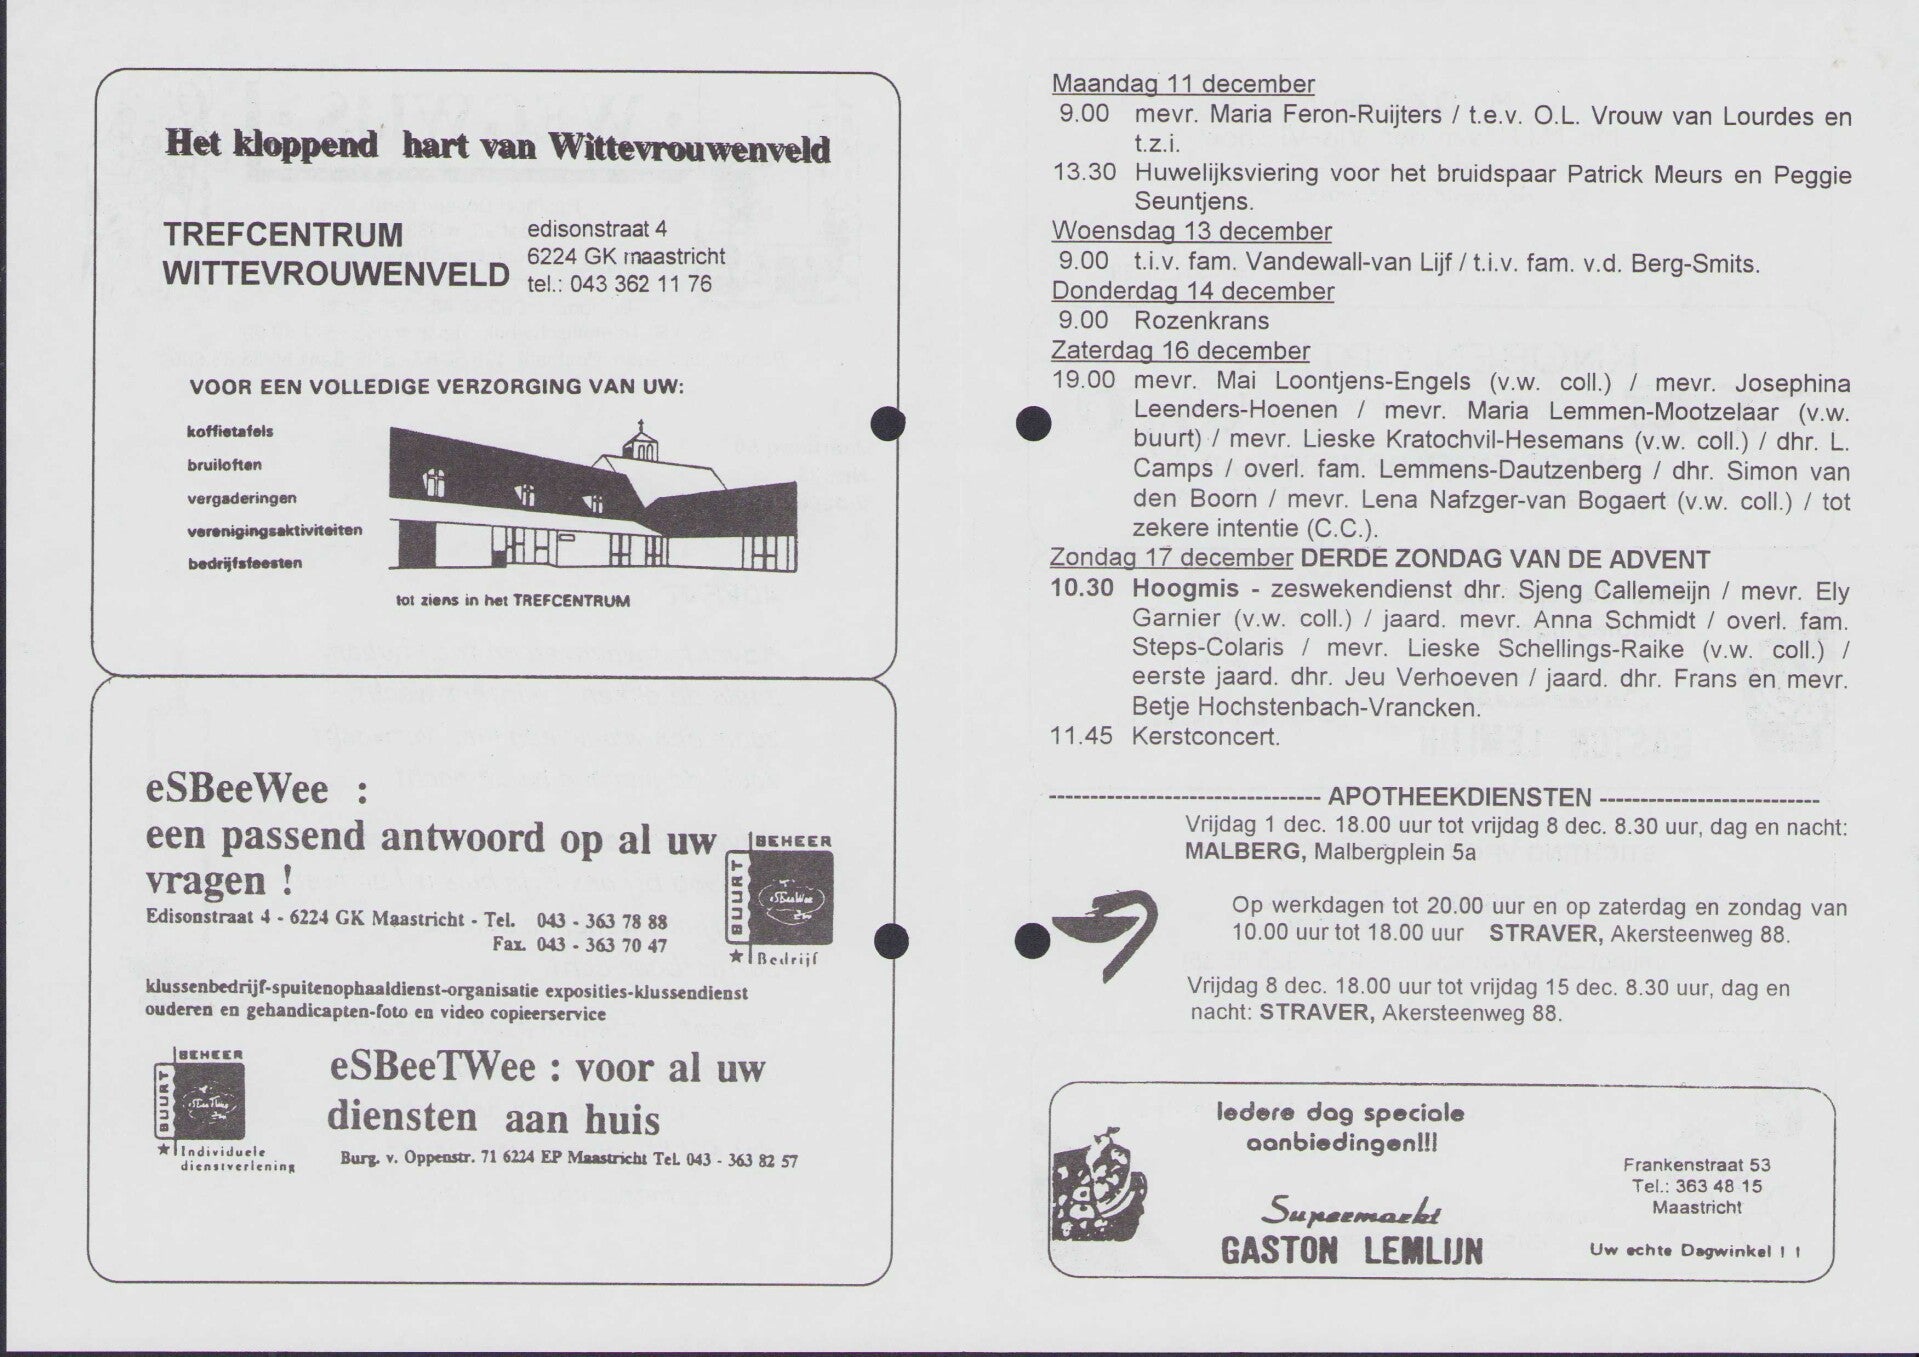 Het kloppend hart van Wittevrouwenveld
TREFCENTRUM
WITTEVROUWENVELD
edisonstraat 4
6224 GK maastricht
tel.: 043 362 11 76
VOOR EEN VOLLEDIGE VERZORGING VAN UW:
koffietafels
bruiloften
vergaderingen
verenigingsaktiviteiten
bedrijfsfeesten
tot ziens in het TREFCENTRUM
eSBeeWee :
een passend antwoord op al uw
vragen !
Edisonstraat 4 - 6224 GK Maastricht - Tel. 043 - 363 78 88
Fax. 043 - 363 70 47
BEHEER
BUURT
eSBeeWee
★ Bedrijf
klussenbedrijf-spuitenophaaldienst-organisatie exposities-klussendienst
ouderen en gehandicapten-foto en video copieerservice
BEHEER
BUURT
★ Individuele
dienstverlening
eSBeeTWee : voor al uw
diensten aan huis
Burg. v. Oppenstr. 71 6224 EP Maastricht Tel. 043 - 363 82 57
Maandag 11 december
9.00 mevr. Maria Feron-Ruijters / t.e.v. O.L. Vrouw van Lourdes en
t.z.i.
13.30 Huwelijksviering voor het bruidspaar Patrick Meurs en Peggie
Seuntjens.
Woensdag 13 december
9.00 t.i.v. fam. Vandewall-van Lijf / t.i.v. fam. v.d. Berg-Smits.
Donderdag 14 december
9.00 Rozenkrans
Zaterdag 16 december
19.00 mevr. Mai Loontjens-Engels (v.w. coll.) / mevr. Josephina
Leenders-Hoenen / mevr. Maria Lemmen-Mootzelaar (v.w.
buurt) / mevr. Lieske Kratochvil-Hesemans (v.w. coll.) / dhr. L.
Camps / overl. fam. Lemmens-Dautzenberg / dhr. Simon van
den Boorn / mevr. Lena Nafzger-van Bogaert (v.w. coll.) / tot
zekere intentie (C.C.).
Zondag 17 december DERDE ZONDAG VAN DE ADVENT
10.30 Hoogmis - zeswekendienst dhr. Sjeng Callemeijn / mevr. Ely
Garnier (v.w. coll.) / jaard. mevr. Anna Schmidt / overl. fam.
Steps-Colaris / mevr. Lieske Schellings-Raike (v.w. coll.) /
eerste jaard. dhr. Jeu Verhoeven / jaard. dhr. Frans en mevr.
Betje Hochstenbach-Vrancken.
11.45 Kerstconcert.
--------------------------------- APOTHEEKDIENSTEN ---------------------------
Vrijdag 1 dec. 18.00 uur tot vrijdag 8 dec. 8.30 uur, dag en nacht:
MALBERG, Malbergplein 5a
Op werkdagen tot 20.00 uur en op zaterdag en zondag van
10.00 uur tot 18.00 uur STRAVER, Akersteenweg 88.
Vrijdag 8 dec. 18.00 uur tot vrijdag 15 dec. 8.30 uur, dag en
nacht: STRAVER, Akersteenweg 88.
Iedere dag speciale
aanbiedingen!!!
Supermarkt
GASTON LEMLIJN
Frankenstraat 53
Tel.: 363 48 15
Maastricht
Uw echte Dagwinkel ! !